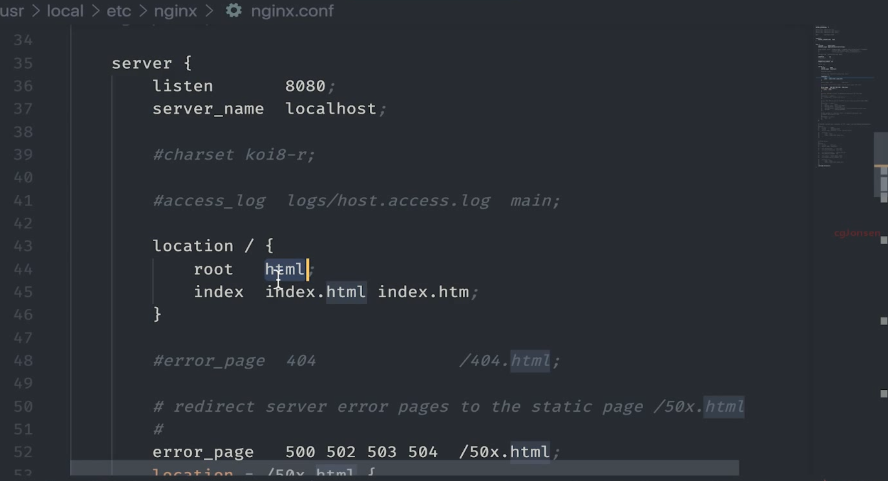 usr > local > etc > nginx > nginx.conf
34
35 server {
36 listen 8080;
37 server_name localhost;
38
39 #charset koi8-r;
40
41 #access_log logs/host.access.log main;
42
43 location / {
44 root html;
45 index index.html index.htm;
46 }
47
48 #error_page 404 /404.html;
49
50 # redirect server error pages to the static page /50x.html
51 #
52 error_page 500 502 503 504 /50x.html;
53 location = /50x.html {